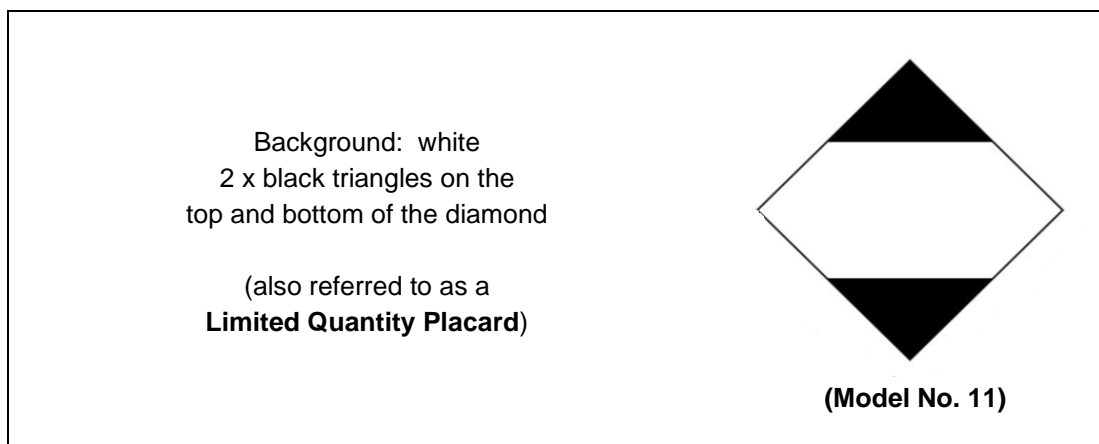 Background: white
2 x black triangles on the
top and bottom of the diamond
(also referred to as a
Limited Quantity Placard)
(Model No. 11)